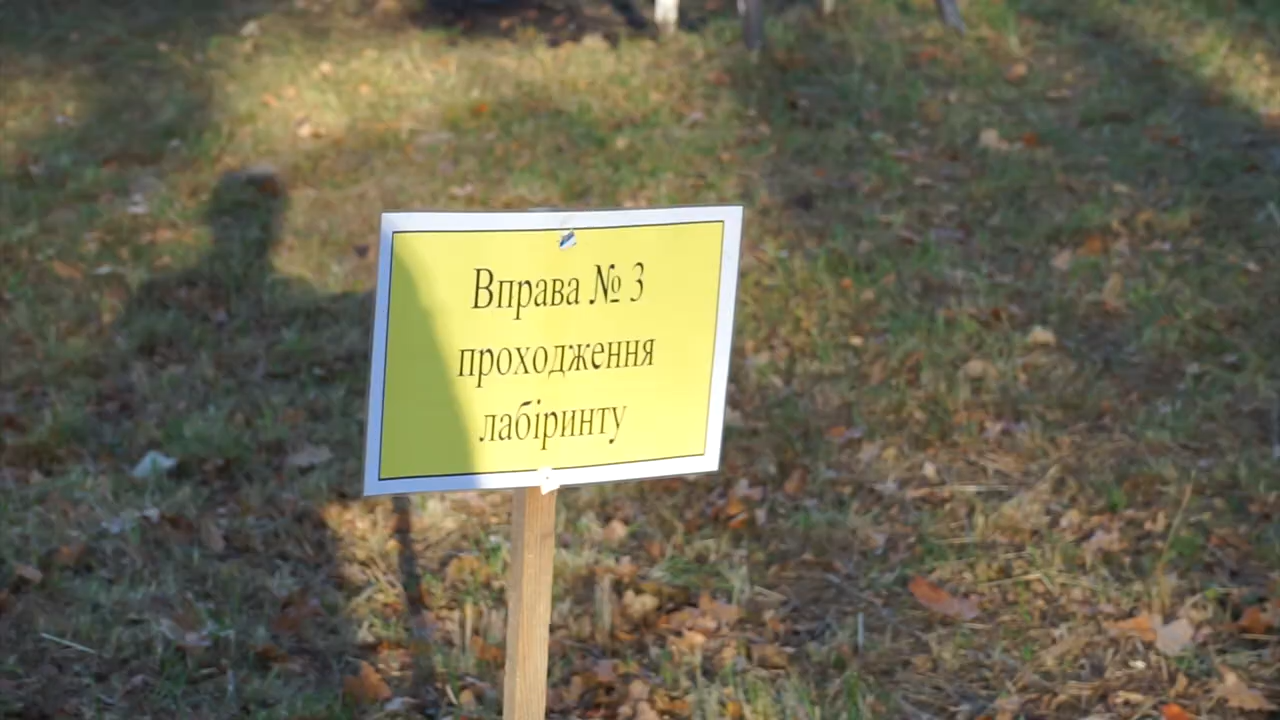 Вправа № 3
проходження
лабіринту